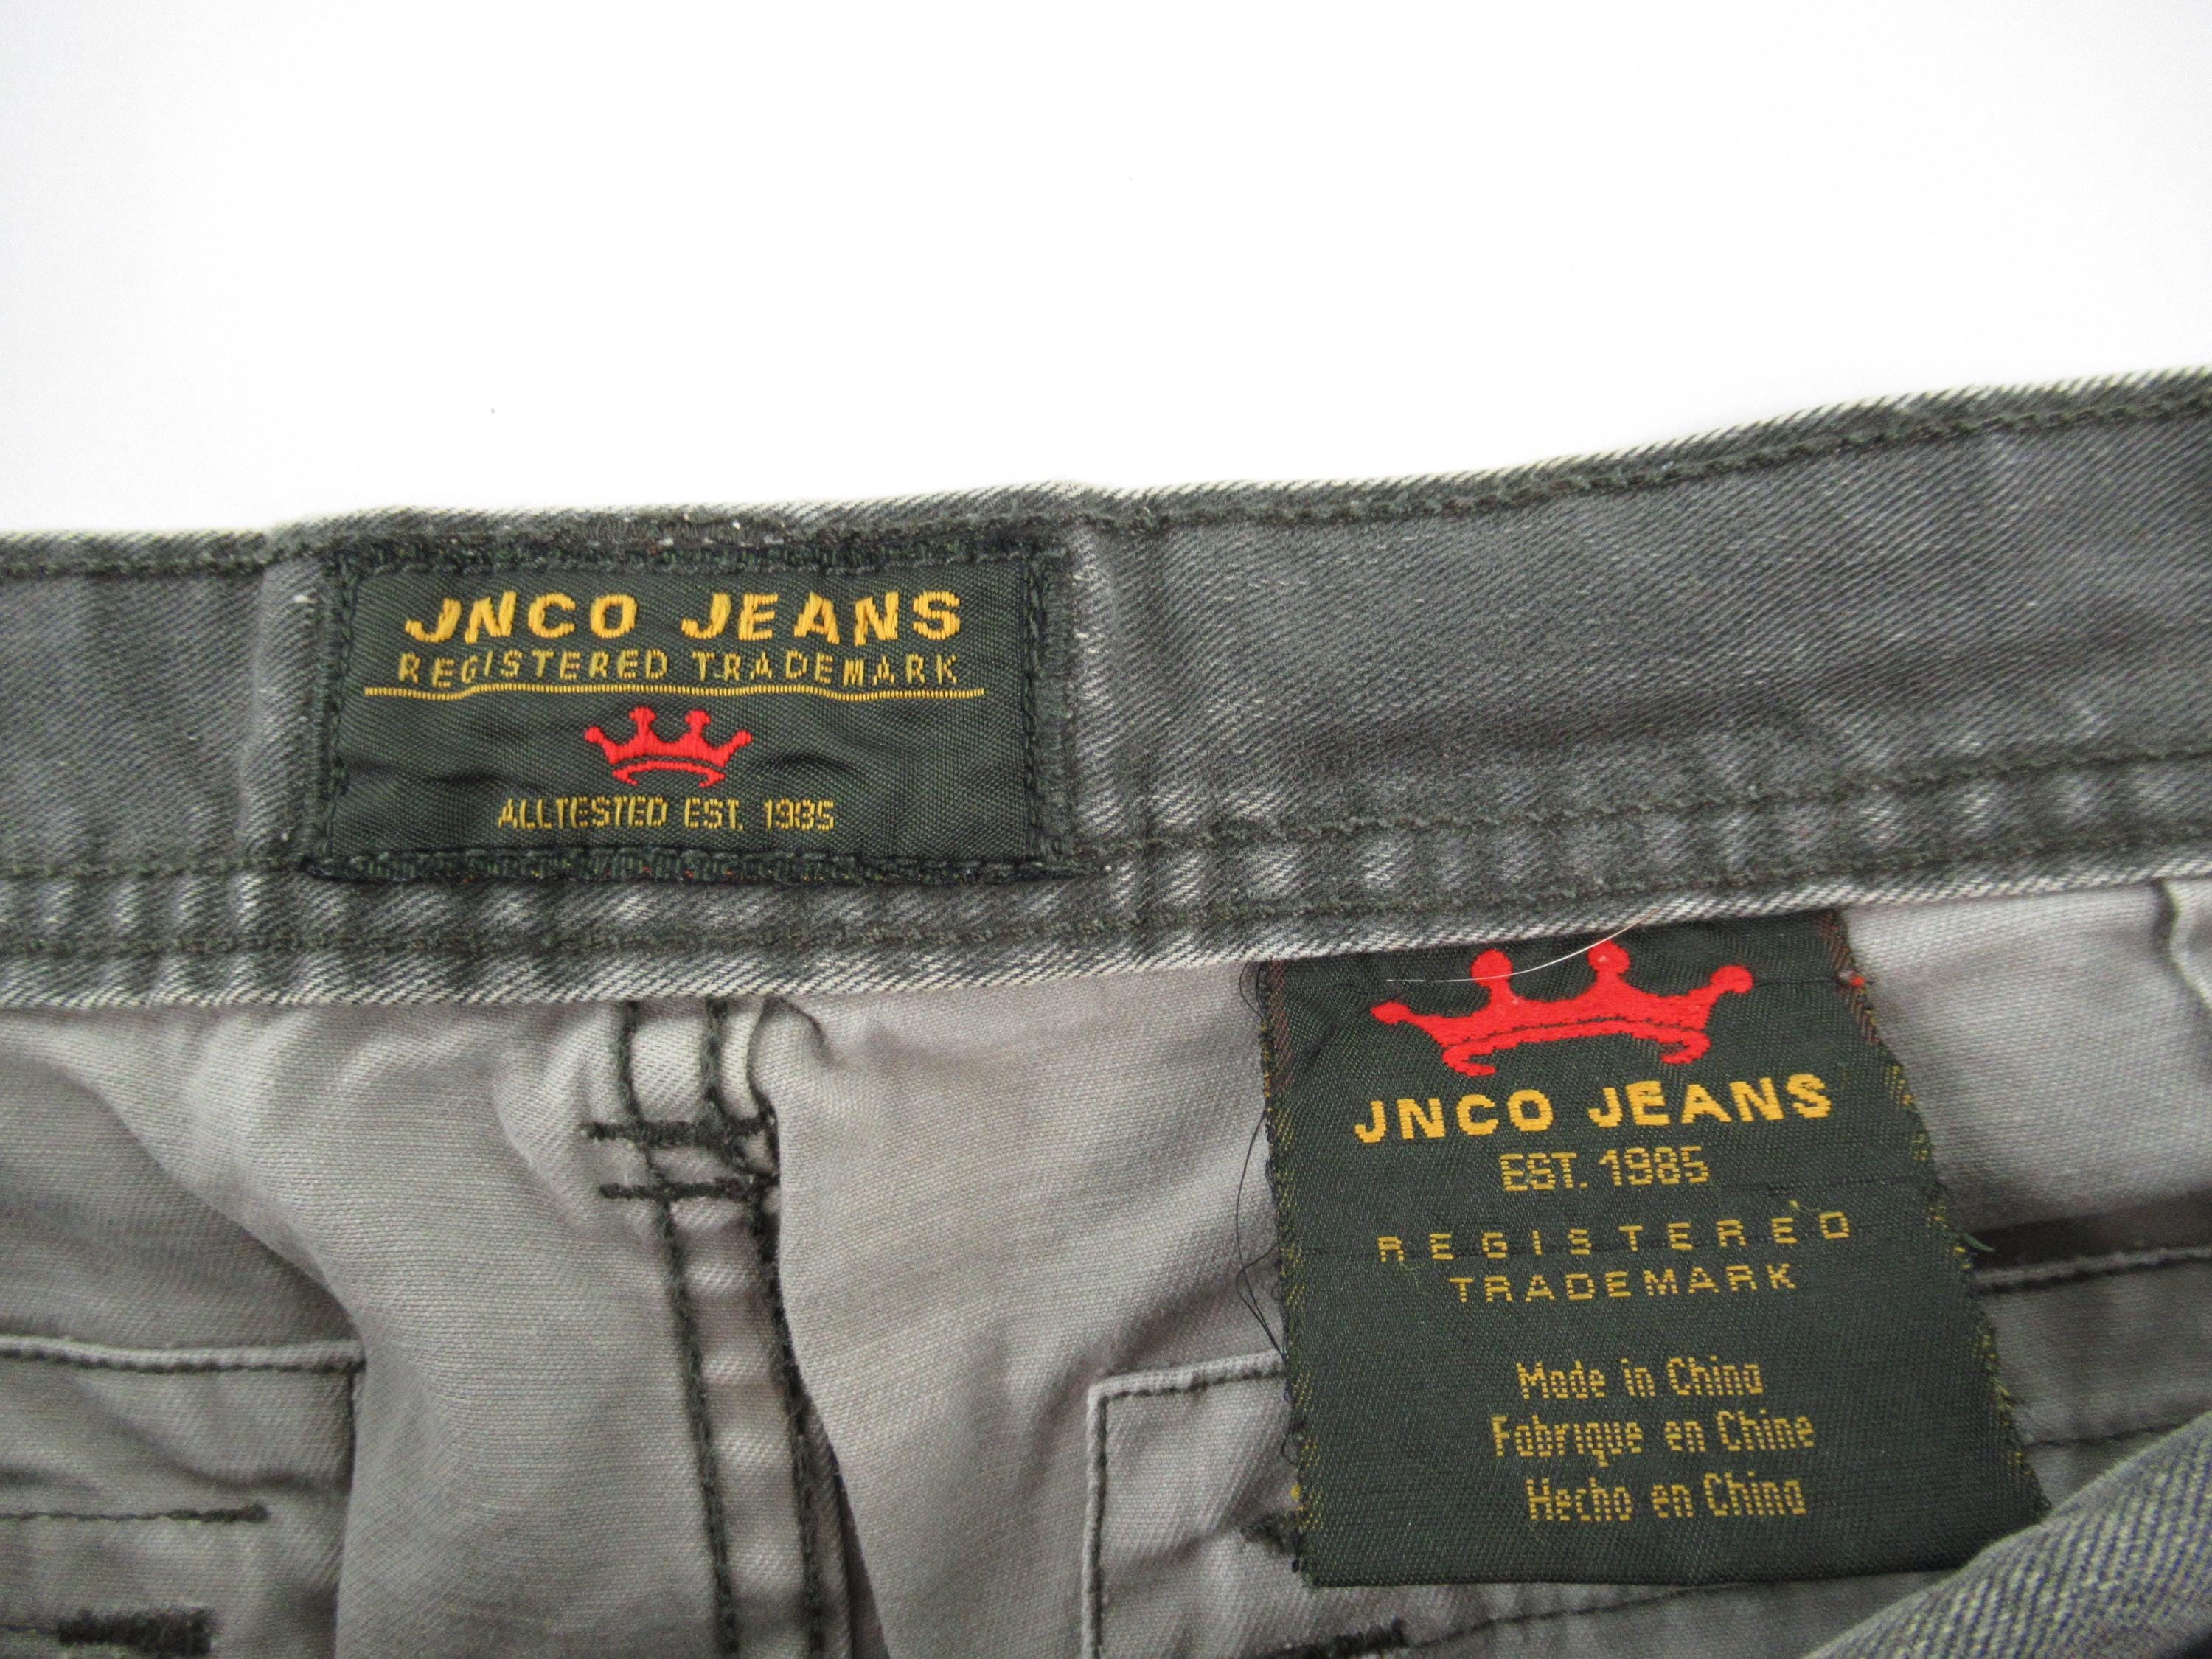 JNCO JEANS
REGISTERED TRADEMARK
ALLTESTED EST. 1985
JNCO JEANS
EST. 1985
REGISTERED
TRADEMARK
Made in China
Fabrique en Chine
Hecho en China